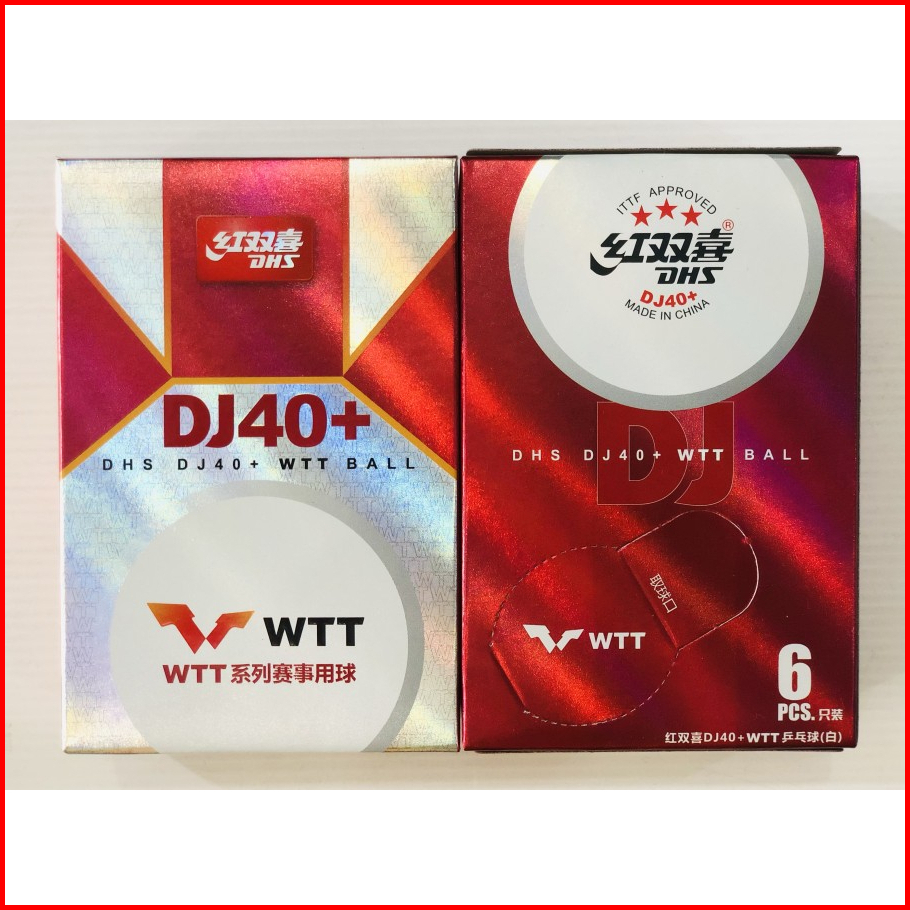 红双喜
DHS
DJ40+
DHS DJ40+ WTT BALL
WTT
WTT系列赛事用球
ITTF APPROVED
红双喜®
DHS
DJ40+
MADE IN CHINA
DJ
DHS DJ40+ WTT BALL
取球口
WTT
6
PCS. 只装
红双喜DJ40+WTT乒乓球(白)